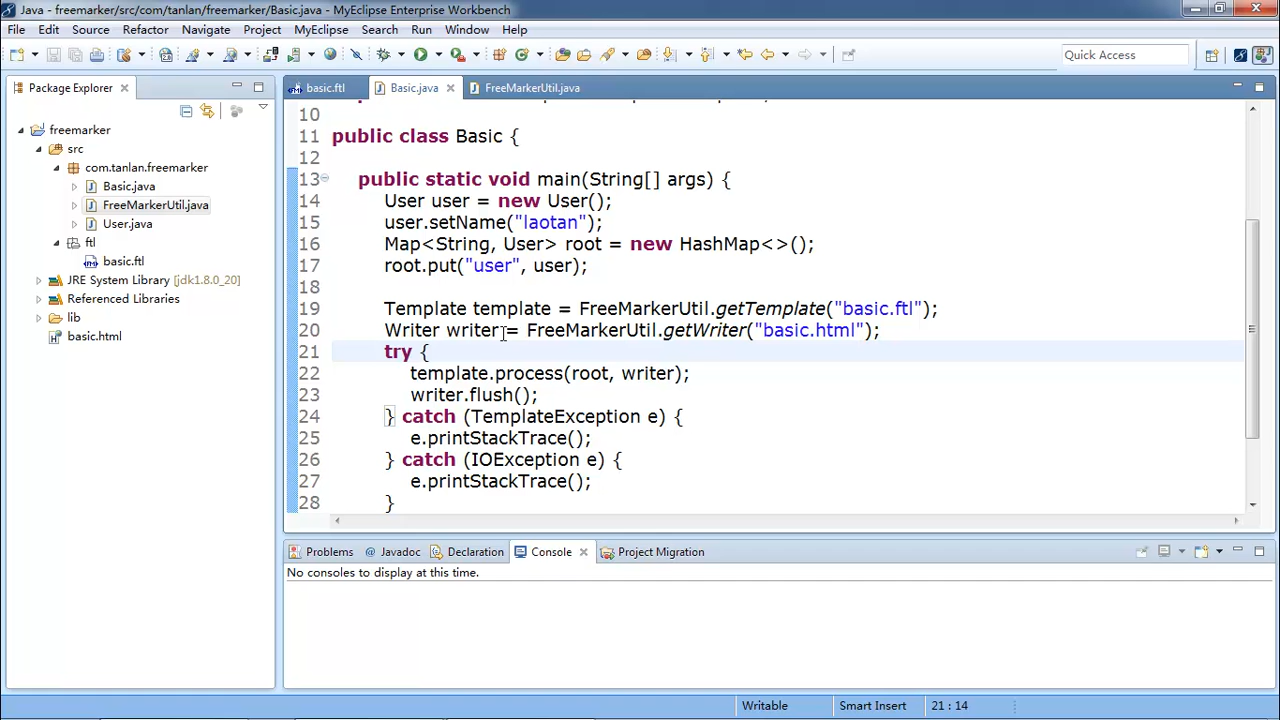 Java - freemarker/src/com/tanlan/freemarker/Basic.java - MyEclipse Enterprise Workbench
File Edit Source Refactor Navigate Project MyEclipse Search Run Window Help
Quick Access
Package Explorer
basic.ftl
Basic.java
FreeMarkerUtil.java
freemarker
src
com.tanlan.freemarker
Basic.java
FreeMarkerUtil.java
User.java
ftl
basic.ftl
JRE System Library [jdk1.8.0_20]
Referenced Libraries
lib
basic.html
10
11 public class Basic {
12
13 public static void main(String[] args) {
14 User user = new User();
15 user.setName("laotan");
16 Map<String, User> root = new HashMap<>();
17 root.put("user", user);
18
19 Template template = FreeMarkerUtil.getTemplate("basic.ftl");
20 Writer writer = FreeMarkerUtil.getWriter("basic.html");
21 try {
22 template.process(root, writer);
23 writer.flush();
24 } catch (TemplateException e) {
25 e.printStackTrace();
26 } catch (IOException e) {
27 e.printStackTrace();
28 }
Problems @ Javadoc Declaration Console Project Migration
No consoles to display at this time.
Writable Smart Insert 21 : 14